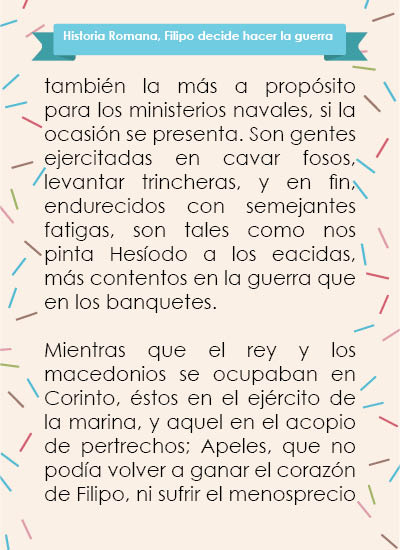 Historia Romana, Filipo decide hacer la guerra
también la más a propósito
para los ministerios navales, si la
ocasión se presenta. Son gentes
ejercitadas en cavar fosos,
levantar trincheras, y en fin,
endurecidos con semejantes
fatigas, son tales como nos
pinta Hesíodo a los eacidas,
más contentos en la guerra que
en los banquetes.
Mientras que el rey y los
macedonios se ocupaban en
Corinto, éstos en el ejército de
la marina, y aquel en el acopio
de pertrechos; Apeles, que no
podía volver a ganar el corazón
de Filipo, ni sufrir el menosprecio